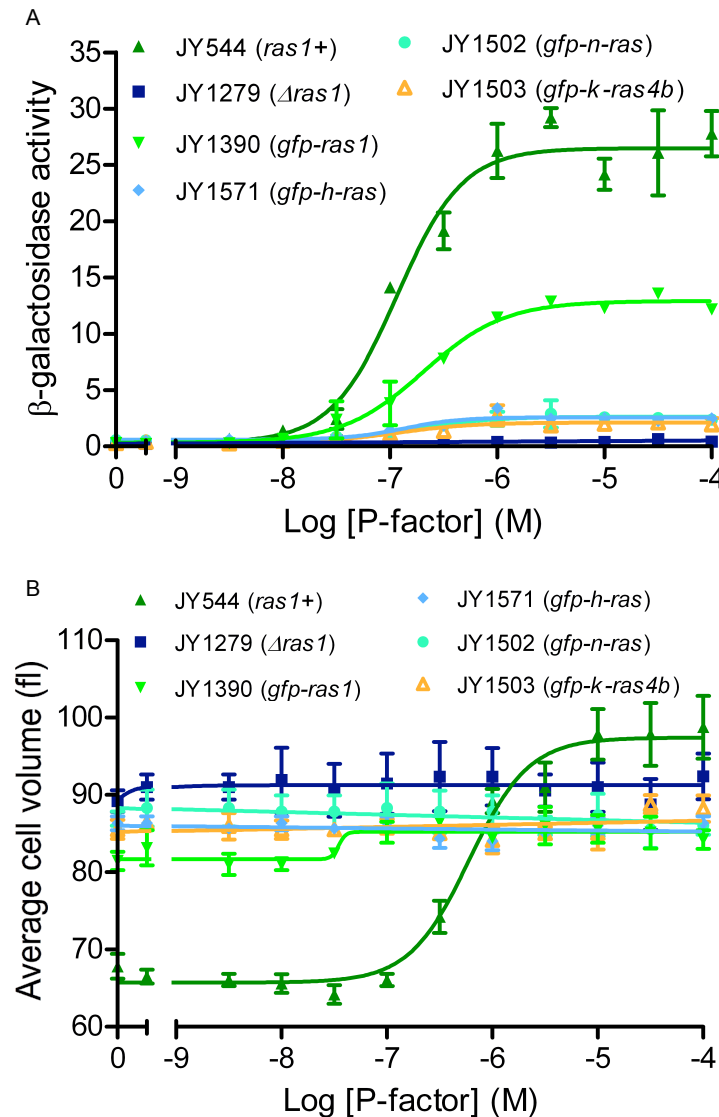 A
JY544 (ras1+)
JY1279 (Δras1)
JY1390 (gfp-ras1)
JY1571 (gfp-h-ras)
JY1502 (gfp-n-ras)
JY1503 (gfp-k-ras4b)
β-galactosidase activity
35
30
25
20
15
10
5
0
0 -9 -8 -7 -6 -5 -4
Log [P-factor] (M)
B
JY544 (ras1+)
JY1279 (Δras1)
JY1390 (gfp-ras1)
JY1571 (gfp-h-ras)
JY1502 (gfp-n-ras)
JY1503 (gfp-k-ras4b)
Average cell volume (fl)
110
100
90
80
70
60
0 -9 -8 -7 -6 -5 -4
Log [P-factor] (M)